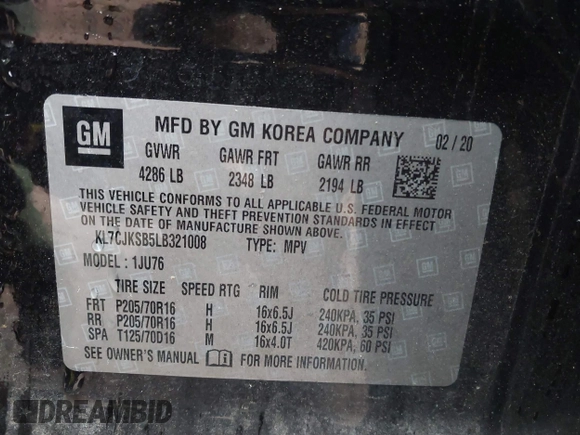 GM
MFD BY GM KOREA COMPANY 02/20
GVWR GAWR FRT GAWR RR
4286 LB 2348 LB 2194 LB
THIS VEHICLE CONFORMS TO ALL APPLICABLE U.S. FEDERAL MOTOR
VEHICLE SAFETY AND THEFT PREVENTION STANDARDS IN EFFECT
ON THE DATE OF MANUFACTURE SHOWN ABOVE.
KL7CJKSB5LB321008 TYPE: MPV
MODEL: 1JU76
TIRE SIZE SPEED RTG RIM COLD TIRE PRESSURE
FRT P205/70R16 H 16x6.5J 240KPA, 35 PSI
RR P205/70R16 H 16x6.5J 240KPA, 35 PSI
SPA T125/70D16 M 16x4.0T 420KPA, 60 PSI
SEE OWNER'S MANUAL FOR MORE INFORMATION.
DREAMBID